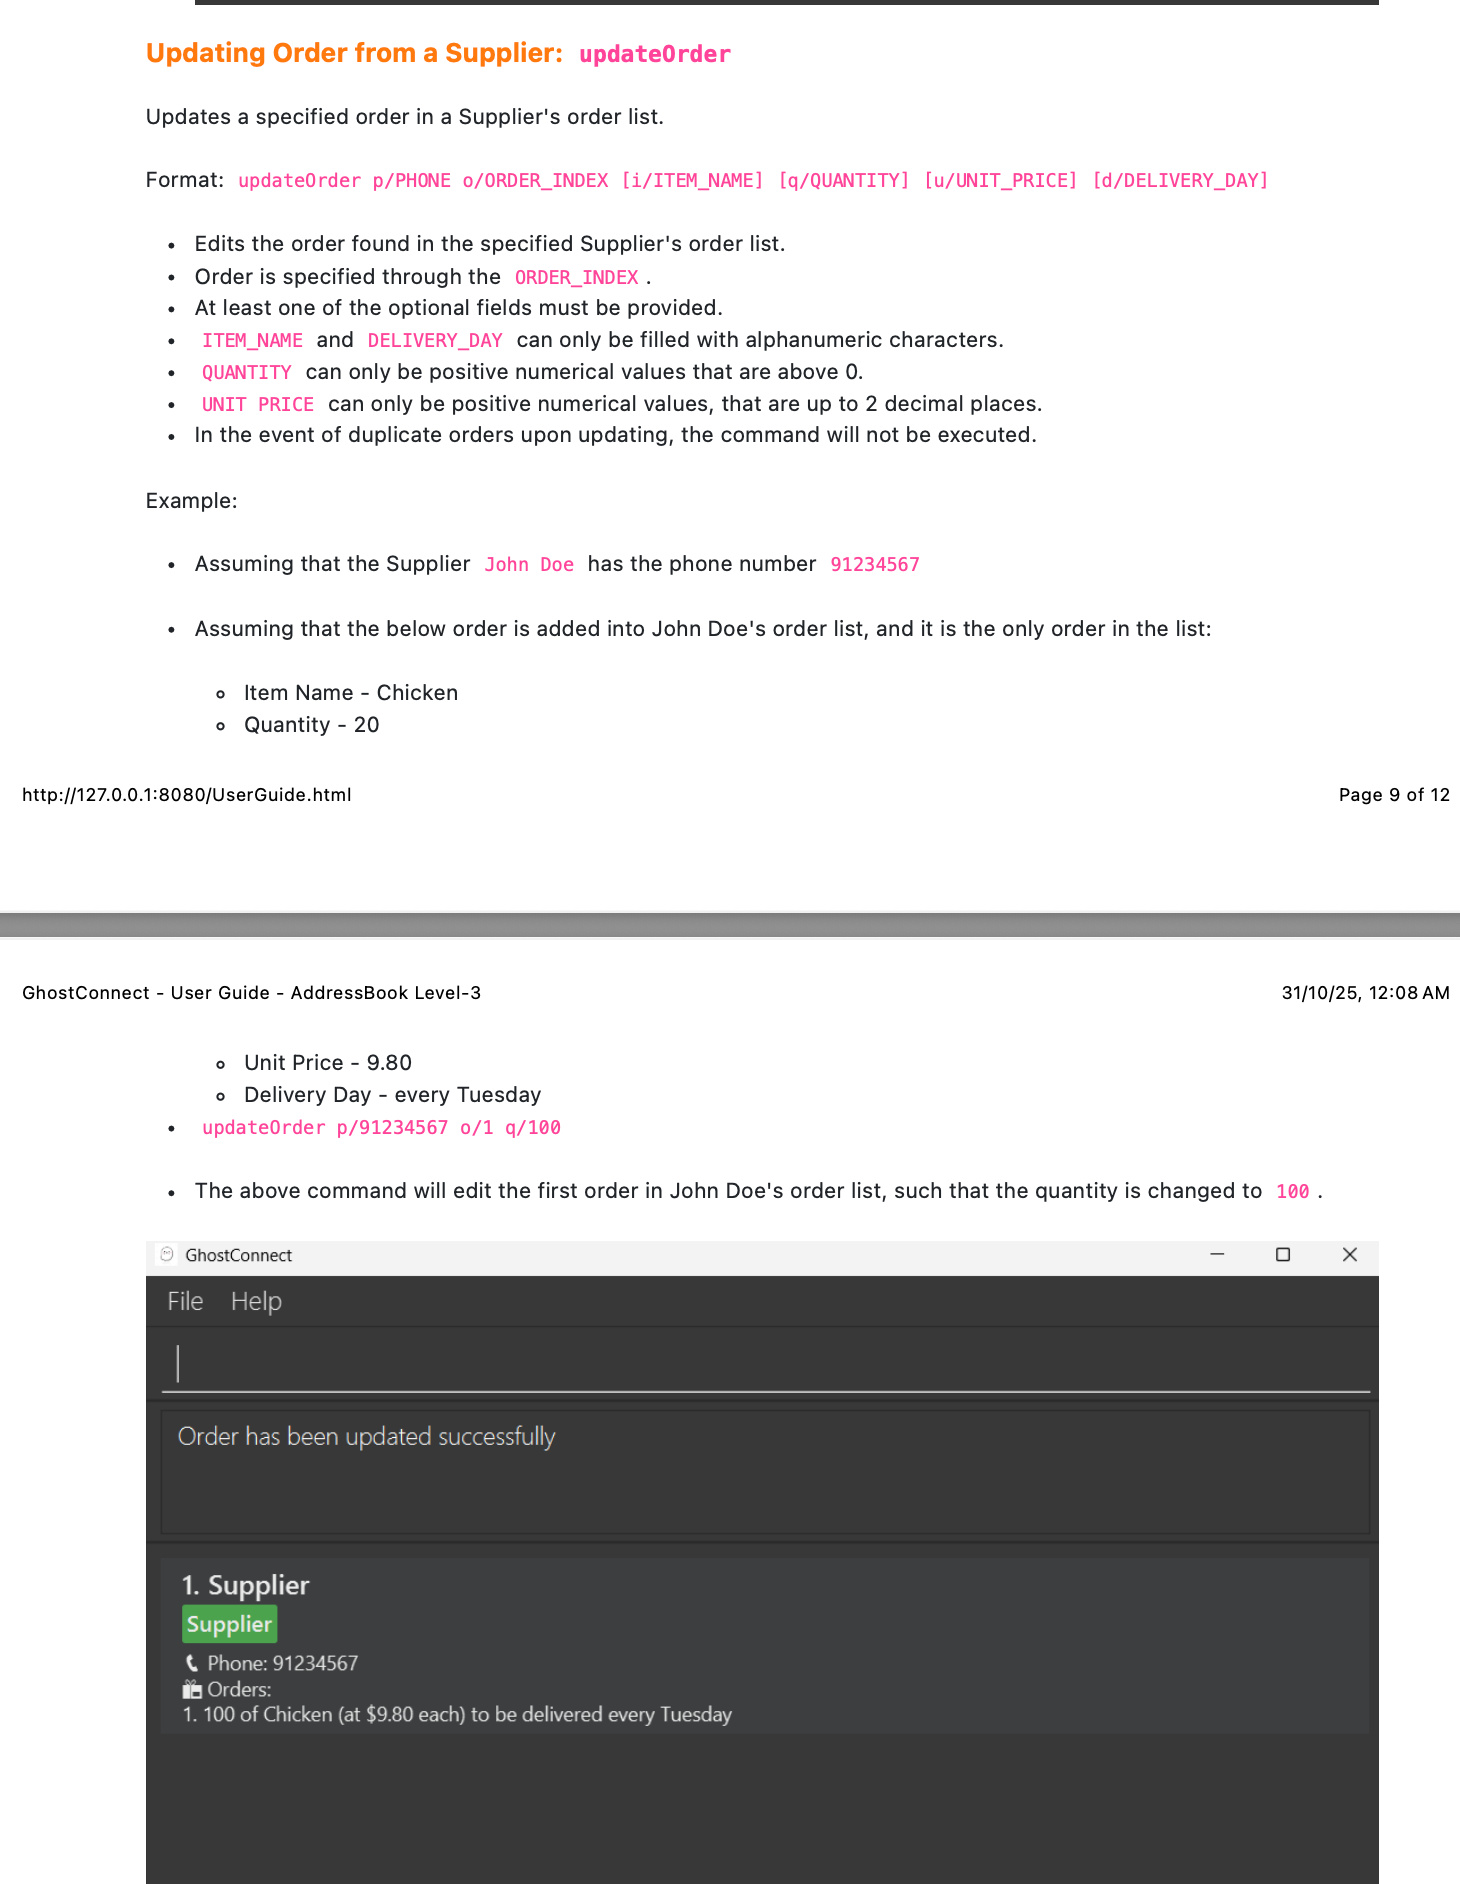 Updating Order from a Supplier: updateOrder
Updates a specified order in a Supplier's order list.
Format: updateOrder p/PHONE o/ORDER_INDEX [i/ITEM_NAME] [q/QUANTITY] [u/UNIT_PRICE] [d/DELIVERY_DAY]
• Edits the order found in the specified Supplier's order list.
• Order is specified through the ORDER_INDEX .
• At least one of the optional fields must be provided.
• ITEM_NAME and DELIVERY_DAY can only be filled with alphanumeric characters.
• QUANTITY can only be positive numerical values that are above 0.
• UNIT PRICE can only be positive numerical values, that are up to 2 decimal places.
• In the event of duplicate orders upon updating, the command will not be executed.
Example:
• Assuming that the Supplier John Doe has the phone number 91234567
• Assuming that the below order is added into John Doe's order list, and it is the only order in the list:
◦ Item Name - Chicken
◦ Quantity - 20
http://127.0.0.1:8080/UserGuide.html Page 9 of 12
GhostConnect - User Guide - AddressBook Level-3 31/10/25, 12:08 AM
◦ Unit Price - 9.80
◦ Delivery Day - every Tuesday
• updateOrder p/91234567 o/1 q/100
• The above command will edit the first order in John Doe's order list, such that the quantity is changed to 100 .
GhostConnect
File Help
Order has been updated successfully
1. Supplier
Supplier
Phone: 91234567
Orders:
1. 100 of Chicken (at $9.80 each) to be delivered every Tuesday